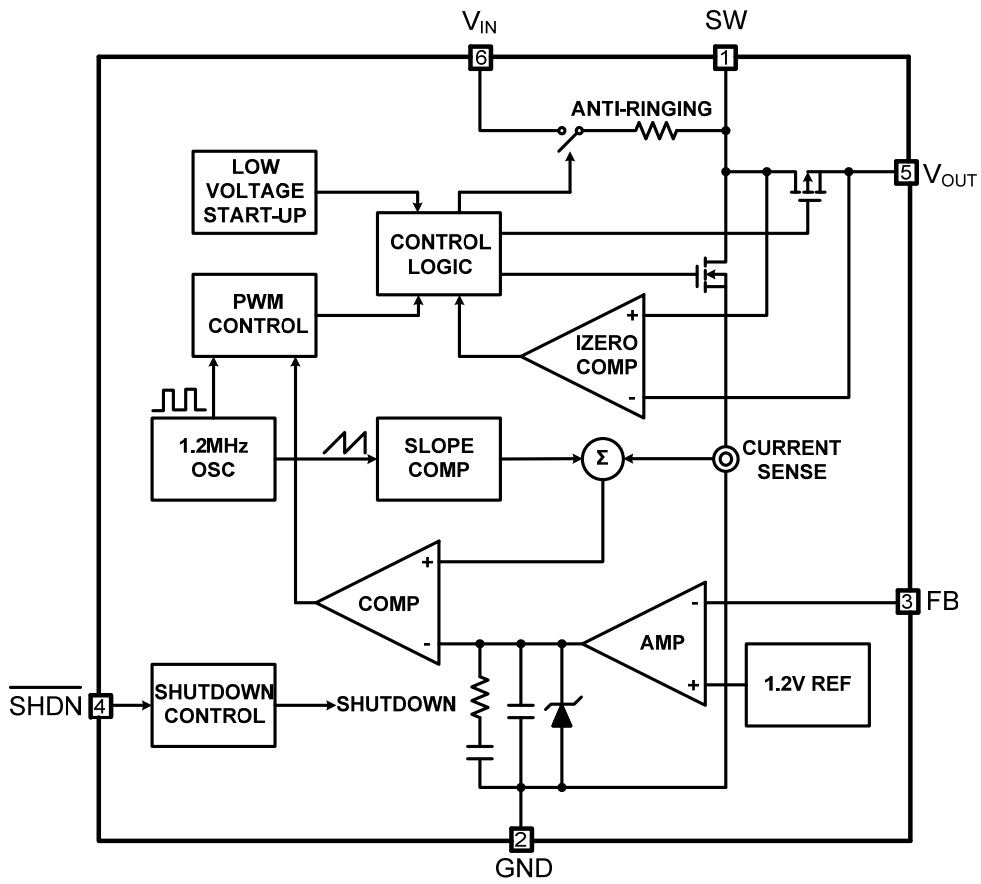 VIN
SW
6
1
ANTI-RINGING
LOW
VOLTAGE
START-UP
5
VOUT
CONTROL
LOGIC
PWM
CONTROL
+
IZERO
COMP
-
1.2MHz
OSC
SLOPE
COMP
Σ
CURRENT
SENSE
+
COMP
-
-
AMP
+
3
FB
1.2V REF
SHDN
4
SHUTDOWN
CONTROL
SHUTDOWN
2
GND